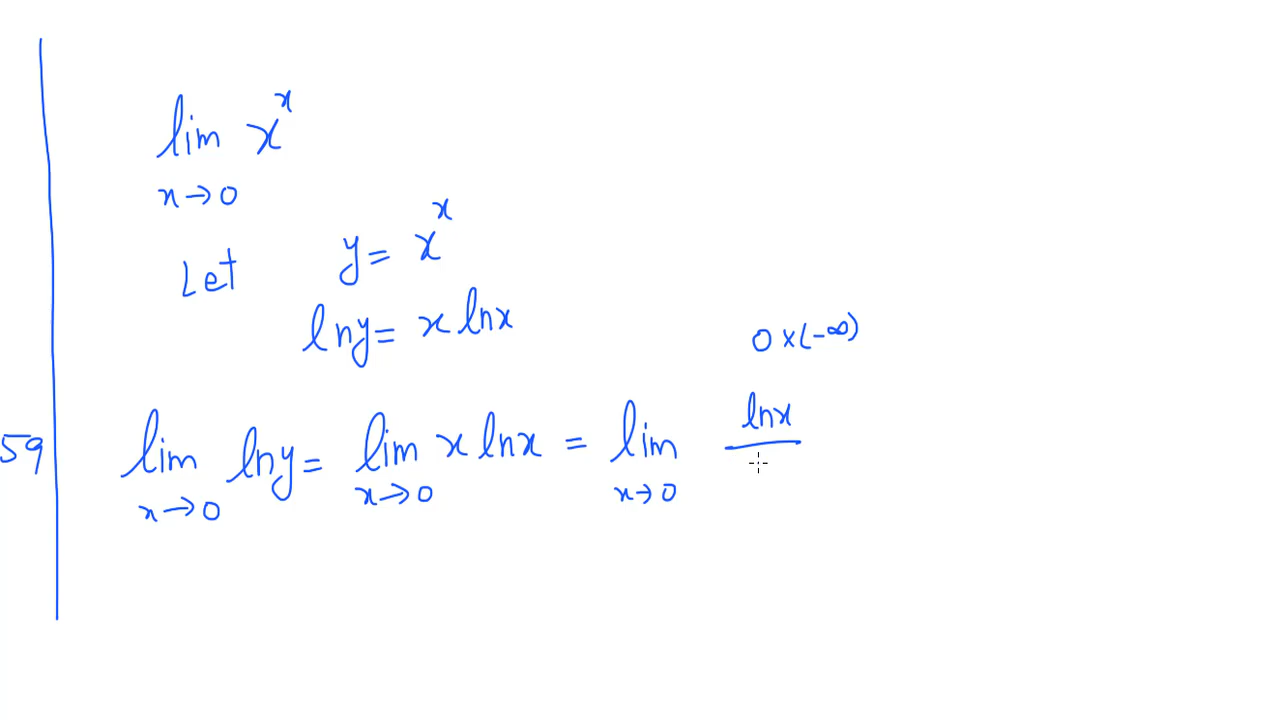 lim x^x
x→0
Let y = x^x
ln y = x ln x
0 × (-∞)
59 lim ln y = lim x ln x = lim ln x
x→0 x→0 x→0